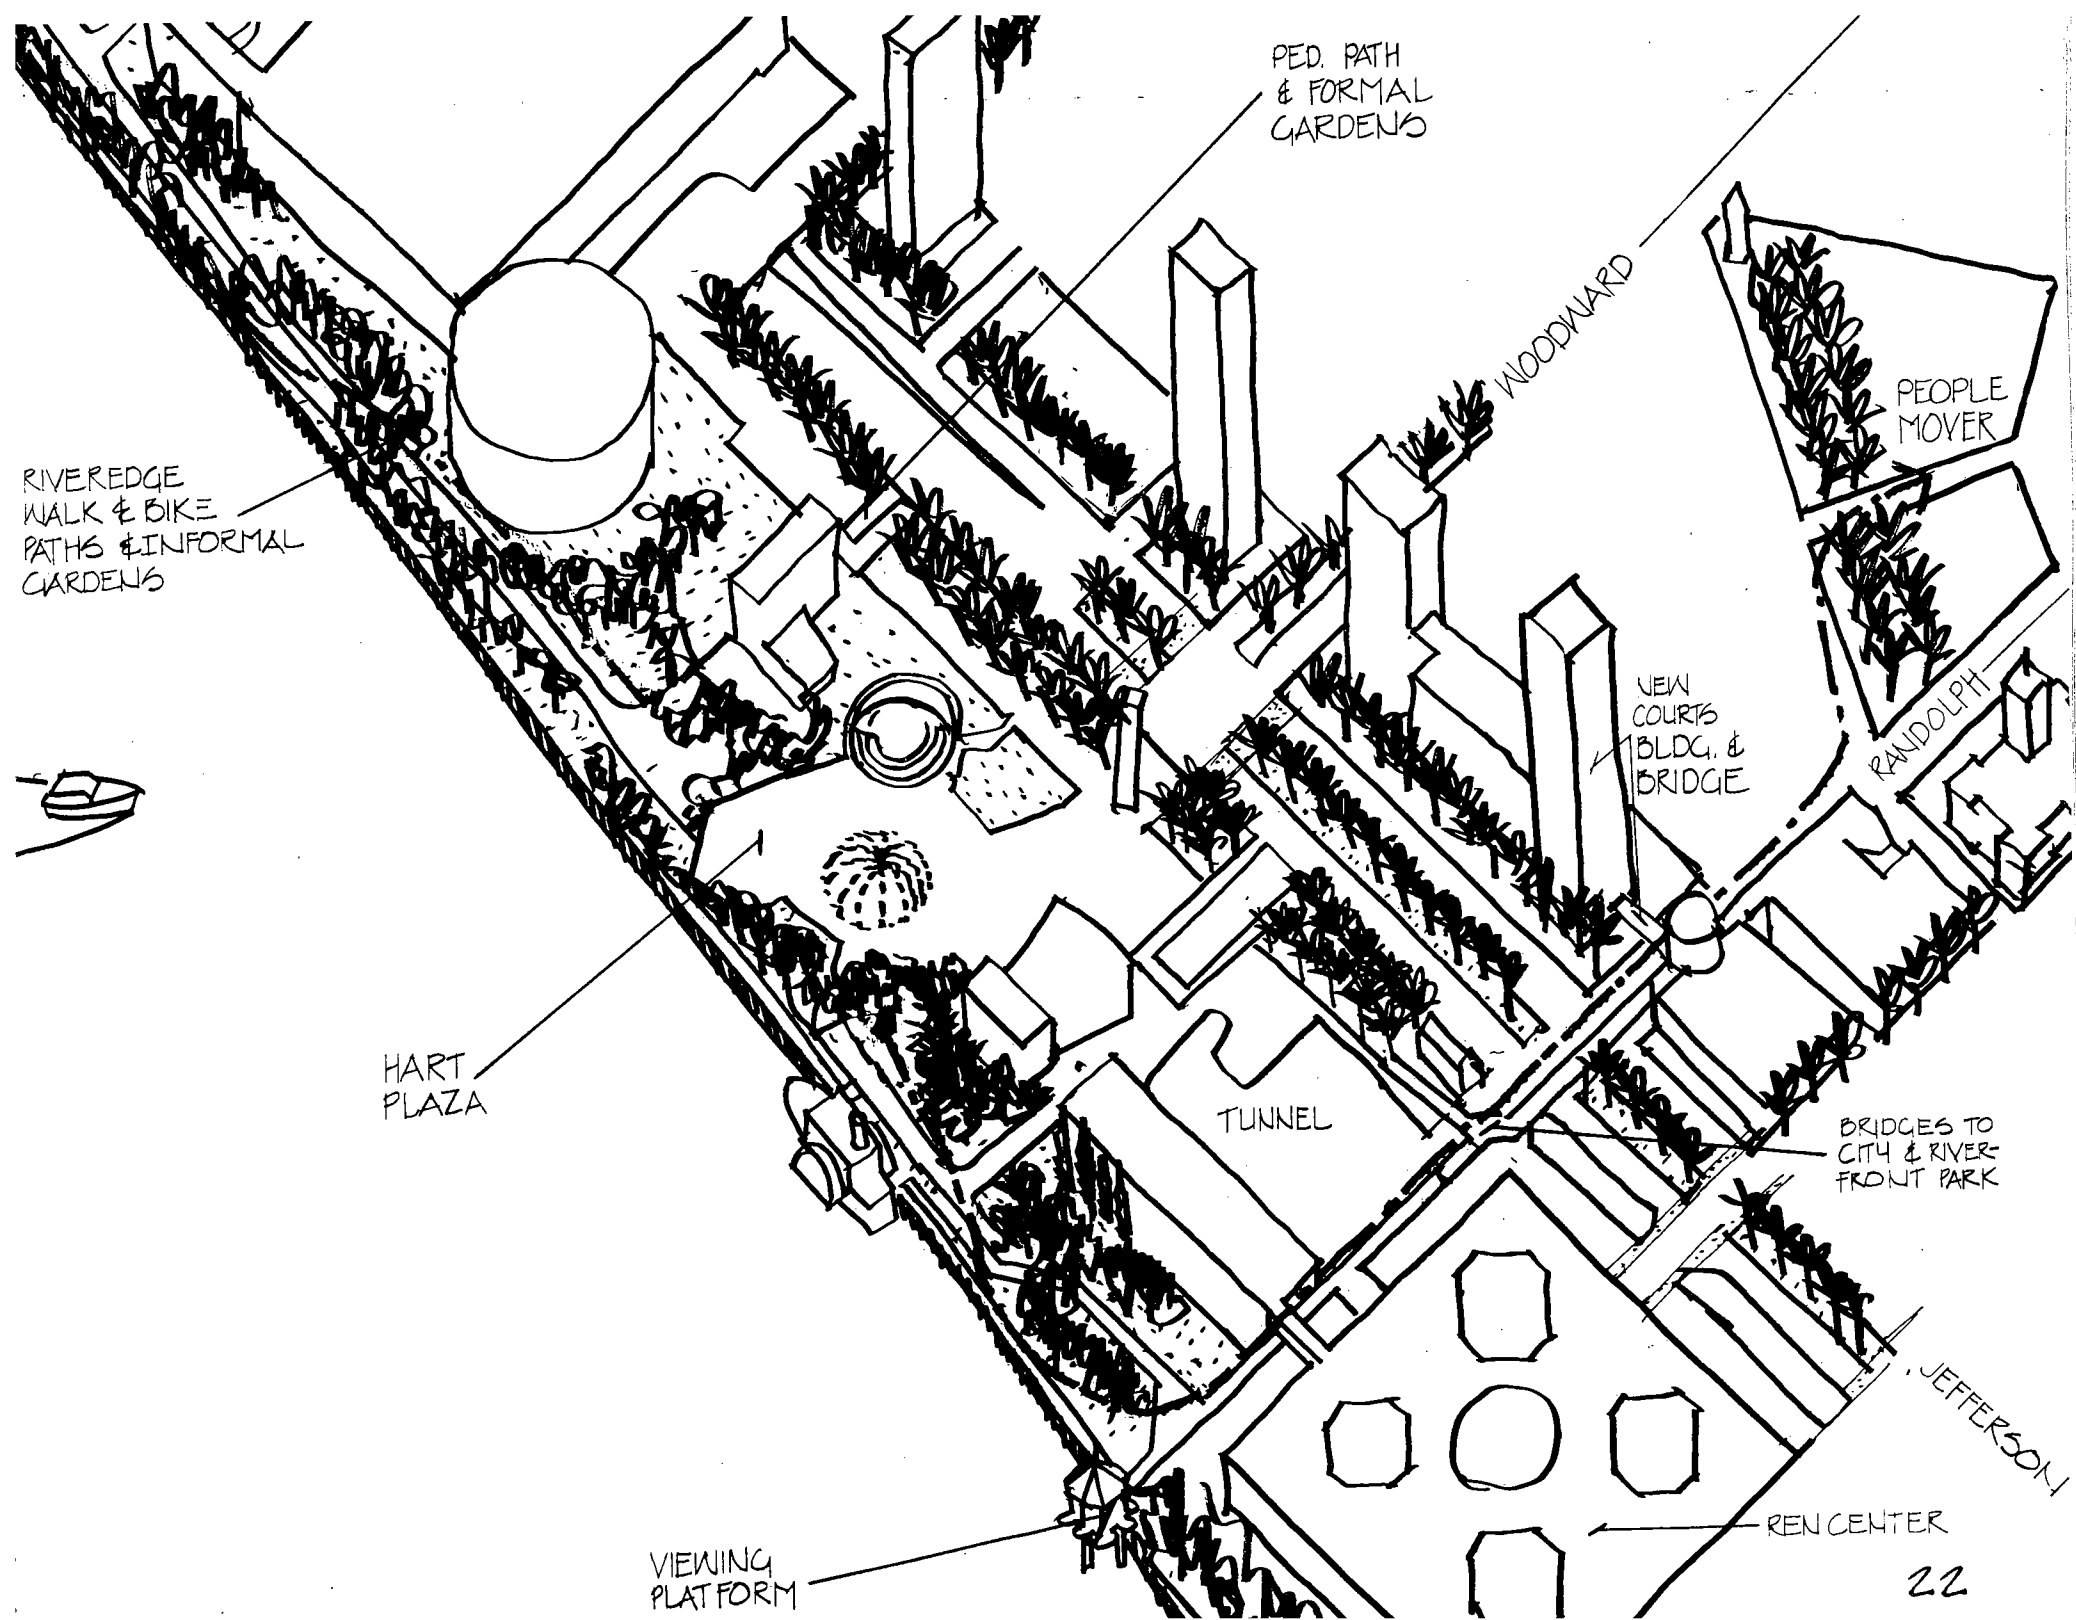 PED. PATH
& FORMAL
GARDENS
WOODWARD
PEOPLE
MOVER
RIVEREDGE
WALK & BIKE
PATHS & INFORMAL
GARDENS
NEW
COURTS
BLDG. &
BRIDGE
RANDOLPH
HART
PLAZA
TUNNEL
BRIDGES TO
CITY & RIVER-
FRONT PARK
JEFFERSON
REN CENTER
VIEWING
PLATFORM
22